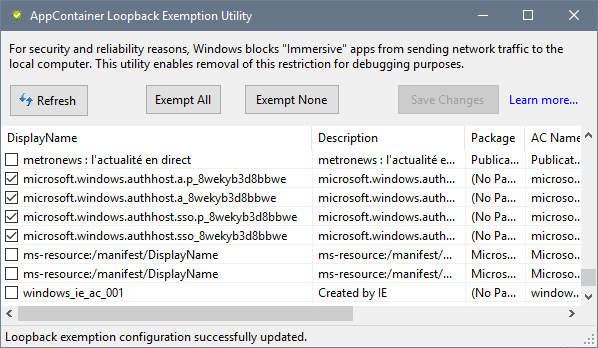 AppContainer Loopback Exemption Utility
For security and reliability reasons, Windows blocks "Immersive" apps from sending network traffic to the
local computer. This utility enables removal of this restriction for debugging purposes.
Refresh Exempt All Exempt None Save Changes Learn more...
DisplayName Description Package AC Name
metronews : l'actualité en direct metronews : l'actualité e... Publica... Publicat...
microsoft.windows.authhost.a.p_8wekyb3d8bbwe microsoft.windows.auth... (No Pa... microso...
microsoft.windows.authhost.a_8wekyb3d8bbwe microsoft.windows.auth... (No Pa... microso...
microsoft.windows.authhost.sso.p_8wekyb3d8bbwe microsoft.windows.auth... (No Pa... microso...
microsoft.windows.authhost.sso_8wekyb3d8bbwe microsoft.windows.auth... (No Pa... microso...
ms-resource:/manifest/DisplayName ms-resource:/manifest/... Micros... Microso...
ms-resource:/manifest/DisplayName ms-resource:/manifest/... Micros... Microso...
windows_ie_ac_001 Created by IE (No Pa... window...
Loopback exemption configuration successfully updated.